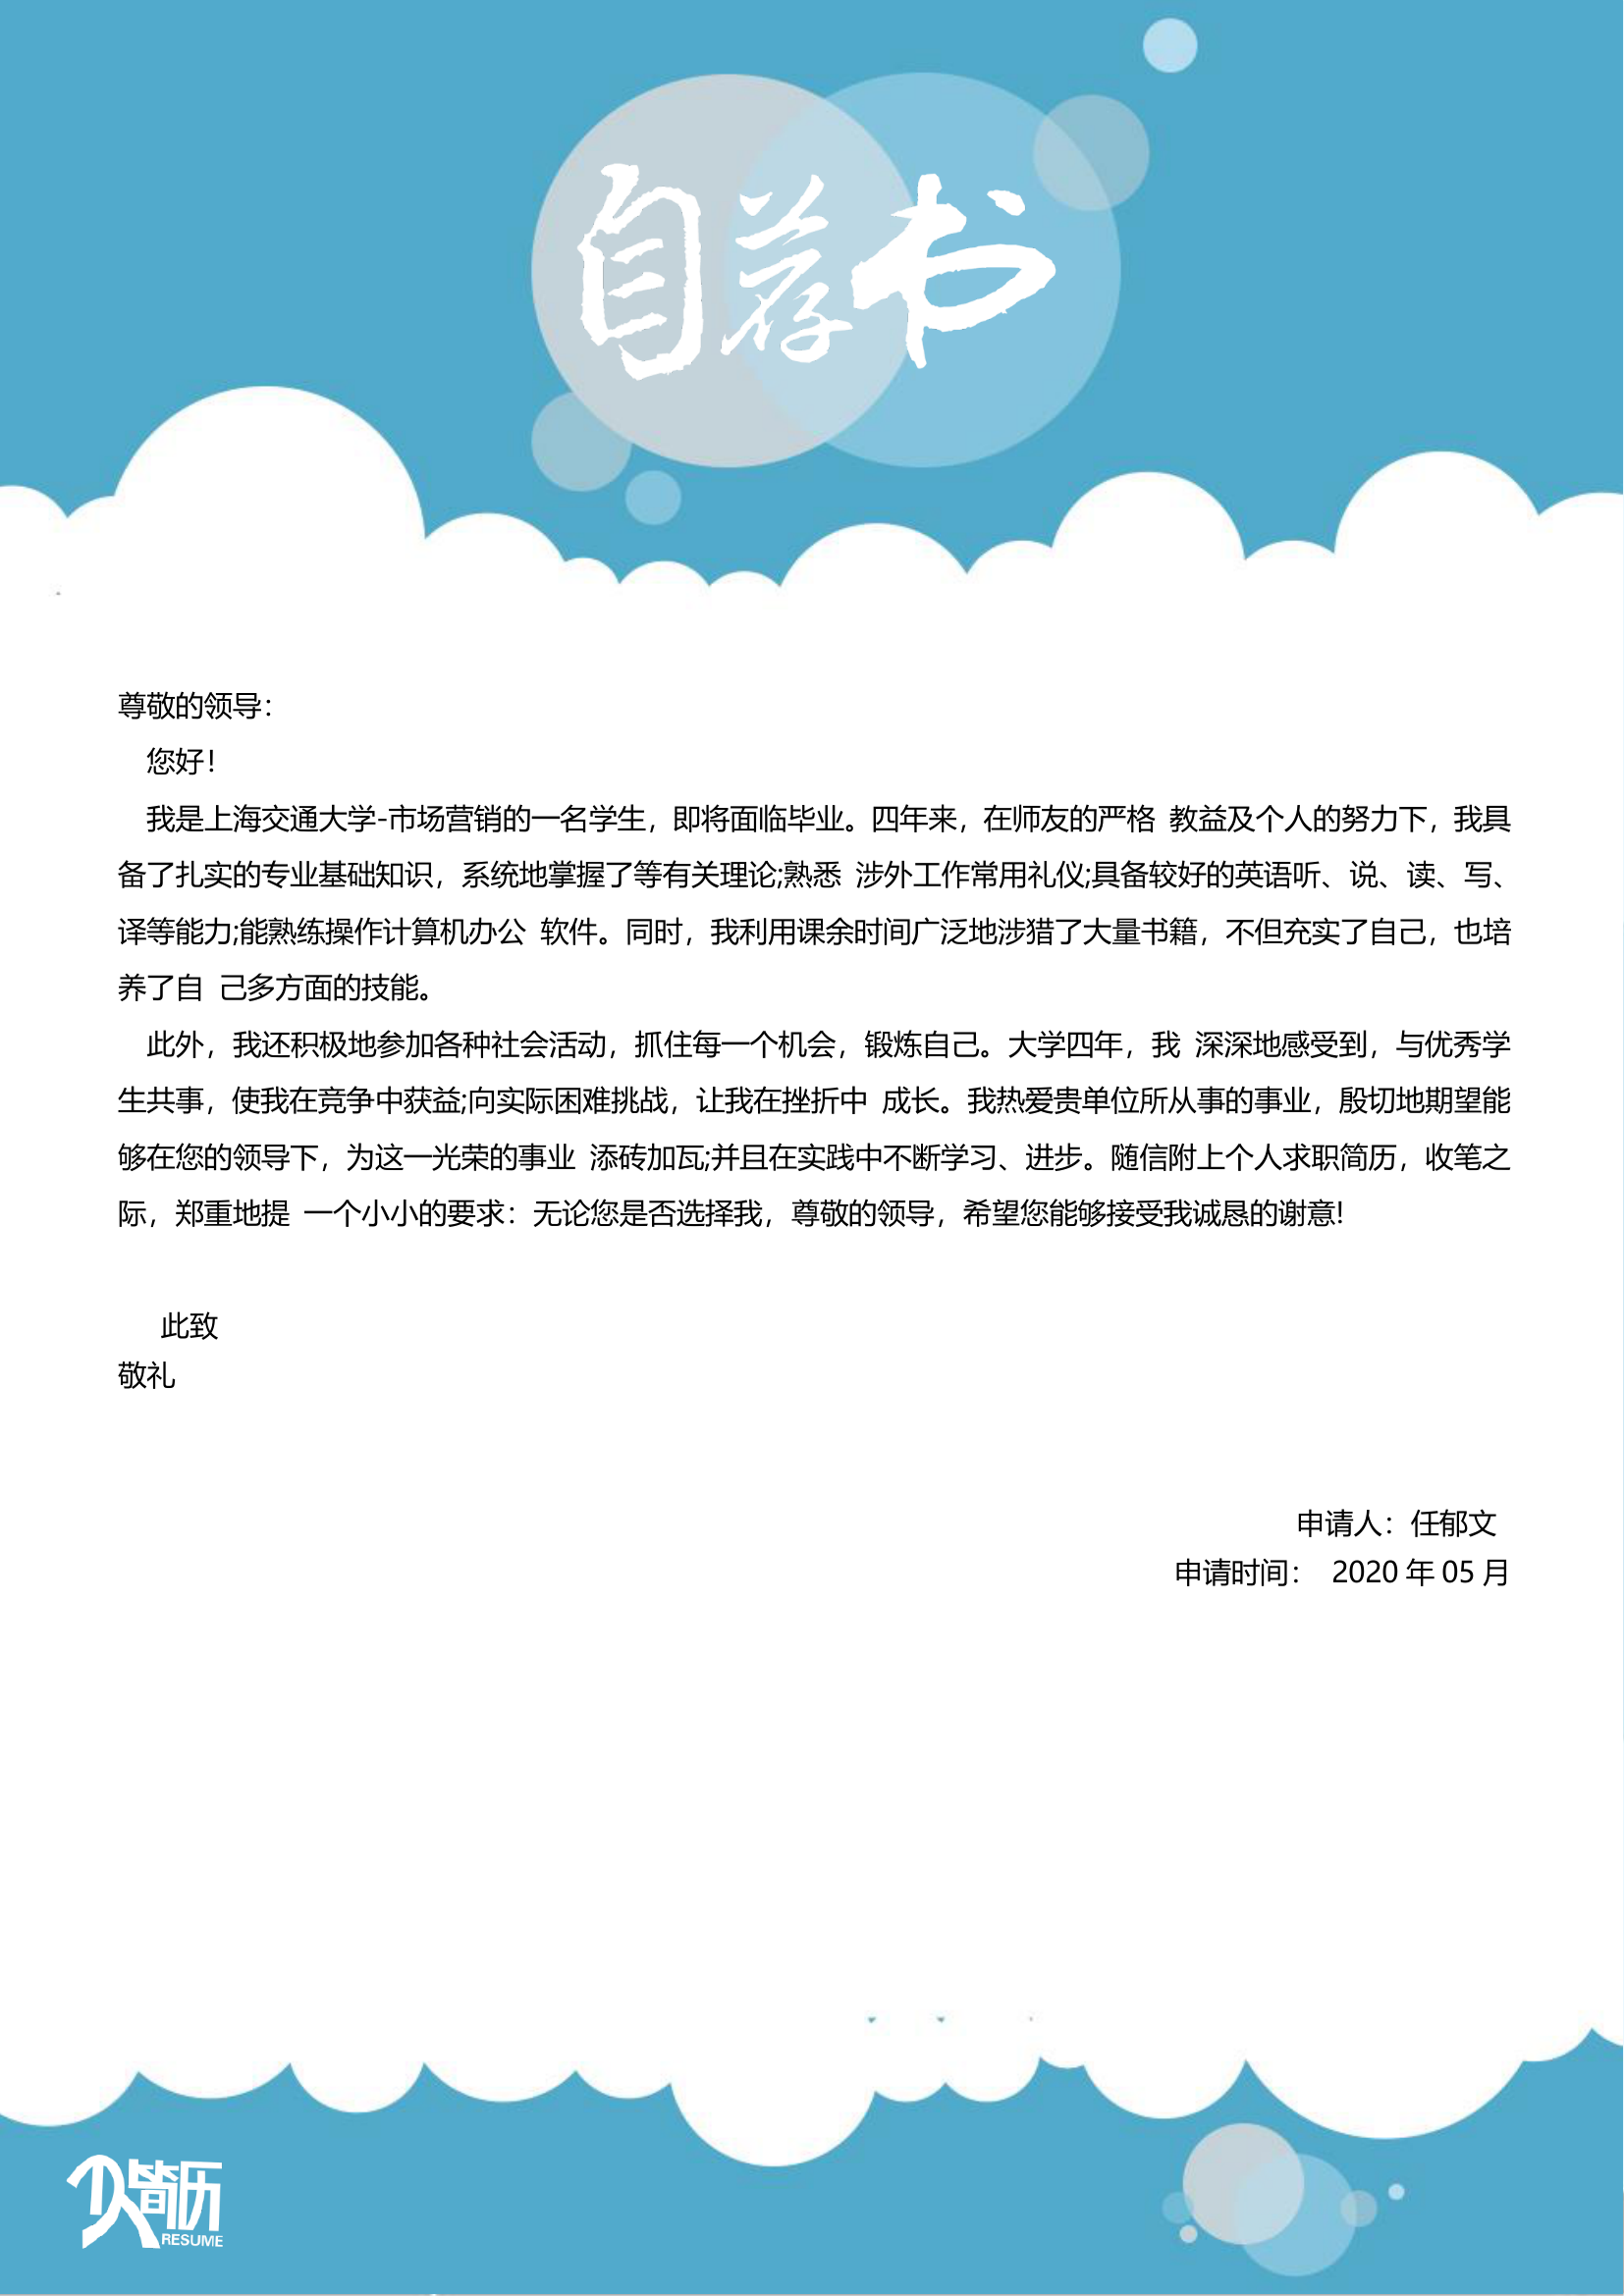 自荐书
尊敬的领导：
您好！
我是上海交通大学-市场营销的一名学生，即将面临毕业。四年来，在师友的严格 教益及个人的努力下，我具
备了扎实的专业基础知识，系统地掌握了等有关理论;熟悉 涉外工作常用礼仪;具备较好的英语听、说、读、写、
译等能力;能熟练操作计算机办公 软件。同时，我利用课余时间广泛地涉猎了大量书籍，不但充实了自己，也培
养了自 己多方面的技能。
此外，我还积极地参加各种社会活动，抓住每一个机会，锻炼自己。大学四年，我 深深地感受到，与优秀学
生共事，使我在竞争中获益;向实际困难挑战，让我在挫折中 成长。我热爱贵单位所从事的事业，殷切地期望能
够在您的领导下，为这一光荣的事业 添砖加瓦;并且在实践中不断学习、进步。随信附上个人求职简历，收笔之
际，郑重地提 一个小小的要求：无论您是否选择我，尊敬的领导，希望您能够接受我诚恳的谢意!
此致
敬礼
申请人：任郁文
申请时间： 2020 年 05 月
简历
RESUME